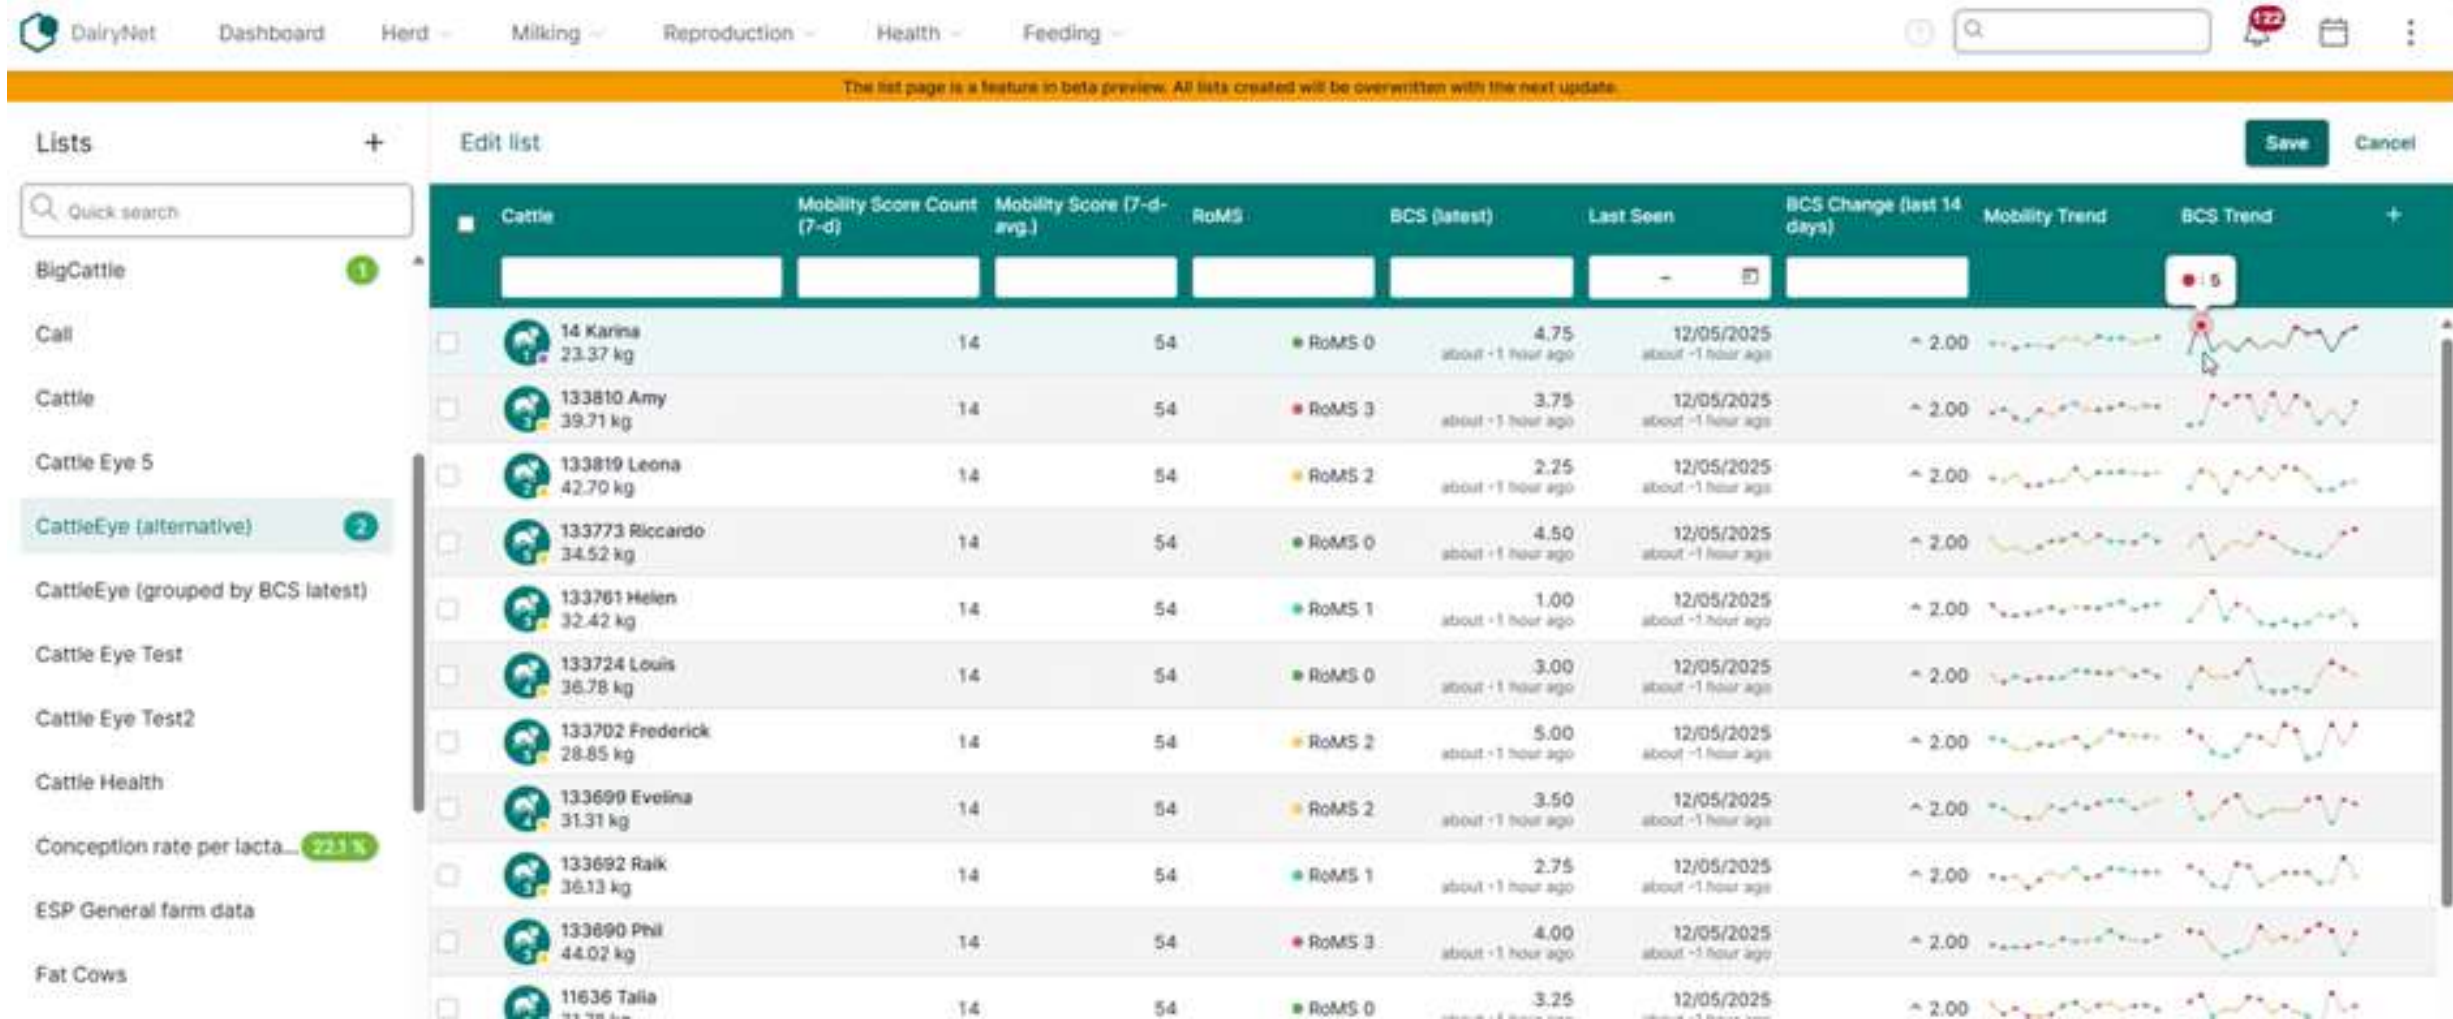 DairyNet Dashboard Herd Milking Reproduction Health Feeding 122
The list page is a feature in beta preview. All lists created will be overwritten with the next update.
Lists +
Quick search
BigCattle 1
Call
Cattle
Cattle Eye 5
CattleEye (alternative) 2
CattleEye (grouped by BCS latest)
Cattle Eye Test
Cattle Eye Test2
Cattle Health
Conception rate per lacta... 22.1 %
ESP General farm data
Fat Cows
Edit list Save Cancel
Cattle
Mobility Score Count
(7-d)
Mobility Score (7-d-
avg.)
RoMS
BCS (latest)
Last Seen
BCS Change (last 14
days)
Mobility Trend
BCS Trend
+
–
: 5
14 Karina
23.37 kg
14 54 RoMS 0 4.75 12/05/2025 2.00
about ~1 hour ago about ~1 hour ago
133810 Amy
39.71 kg
14 54 RoMS 3 3.75 12/05/2025 2.00
about ~1 hour ago about ~1 hour ago
133819 Leona
42.70 kg
14 54 RoMS 2 2.25 12/05/2025 2.00
about ~1 hour ago about ~1 hour ago
133773 Riccardo
34.52 kg
14 54 RoMS 0 4.50 12/05/2025 2.00
about ~1 hour ago about ~1 hour ago
133761 Helen
32.42 kg
14 54 RoMS 1 1.00 12/05/2025 2.00
about ~1 hour ago about ~1 hour ago
133724 Louis
36.78 kg
14 54 RoMS 0 3.00 12/05/2025 2.00
about ~1 hour ago about ~1 hour ago
133702 Frederick
28.85 kg
14 54 RoMS 2 5.00 12/05/2025 2.00
about ~1 hour ago about ~1 hour ago
133699 Evelina
31.31 kg
14 54 RoMS 2 3.50 12/05/2025 2.00
about ~1 hour ago about ~1 hour ago
133692 Raik
36.13 kg
14 54 RoMS 1 2.75 12/05/2025 2.00
about ~1 hour ago about ~1 hour ago
133690 Phil
44.02 kg
14 54 RoMS 3 4.00 12/05/2025 2.00
about ~1 hour ago about ~1 hour ago
11636 Talia
14 54 RoMS 0 3.25 12/05/2025 2.00